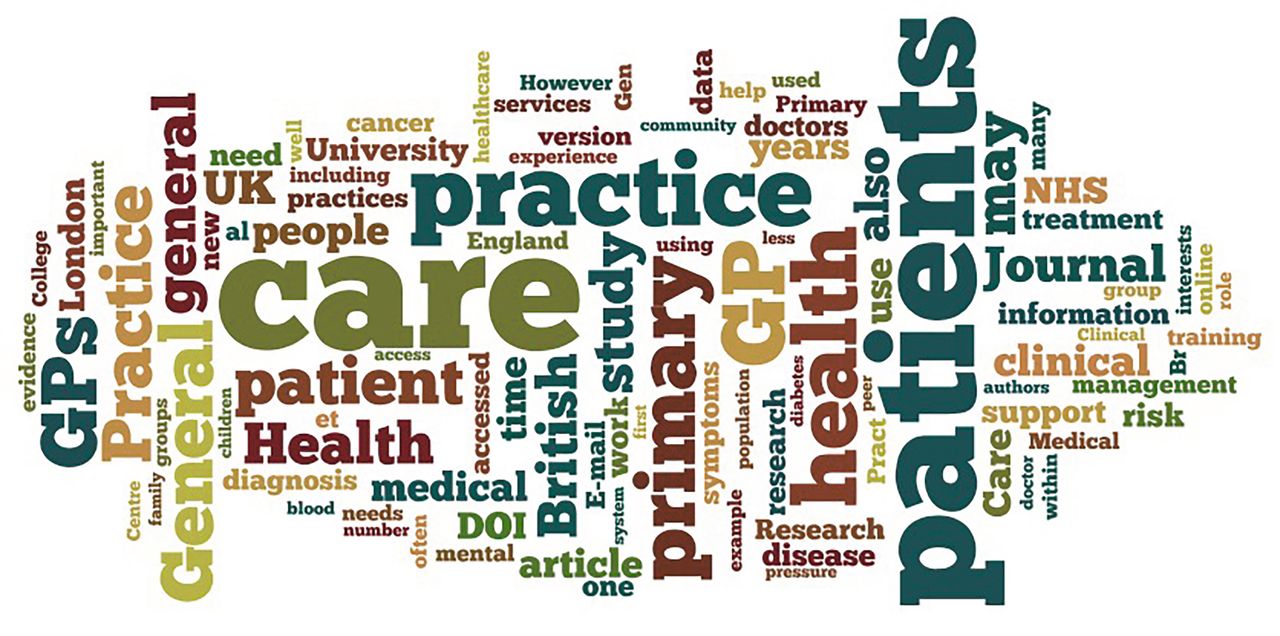 patients
care
practice
health
primary
General
general
Practice
patient
Health
GPs
GP
study
British
Journal
may
clinical
people
medical
University
UK
article
also
London
time
use
work
NHS
information
treatment
support
management
risk
Care
Research
disease
research
symptoms
accessed
diagnosis
DOI
E-mail
one
need
new
al
practices
including
cancer
well
healthcare
However
services
Gen
version
experience
England
data
help
used
Primary
community
doctors
years
many
using
less
interests
online
role
group
Clinical
training
Br
authors
Medical
doctor
within
Pract
peer
diabetes
population
first
system
example
pressure
mental
often
needs
number
blood
access
et
children
groups
family
Centre
evidence
College
important